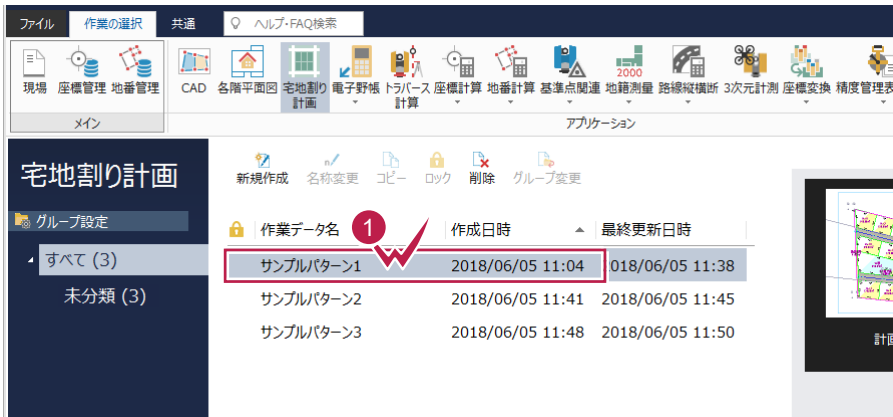 ファイル 作業の選択 共通 ヘルプ・FAQ検索
現場 座標管理 地番管理 CAD 各階平面図 宅地割り計画 電子野帳 トラバース計算 座標計算 地番計算 基準点関連 地籍測量 路線縦横断 3次元計測 座標変換 精度管理表
2000
メイン アプリケーション
宅地割り計画
新規作成 名称変更 コピー ロック 削除 グループ変更
グループ設定
作業データ名 1 作成日時 最終更新日時
すべて (3)
サンプルパターン1 2018/06/05 11:04 2018/06/05 11:38
未分類 (3)
サンプルパターン2 2018/06/05 11:41 2018/06/05 11:45
サンプルパターン3 2018/06/05 11:48 2018/06/05 11:50
計画